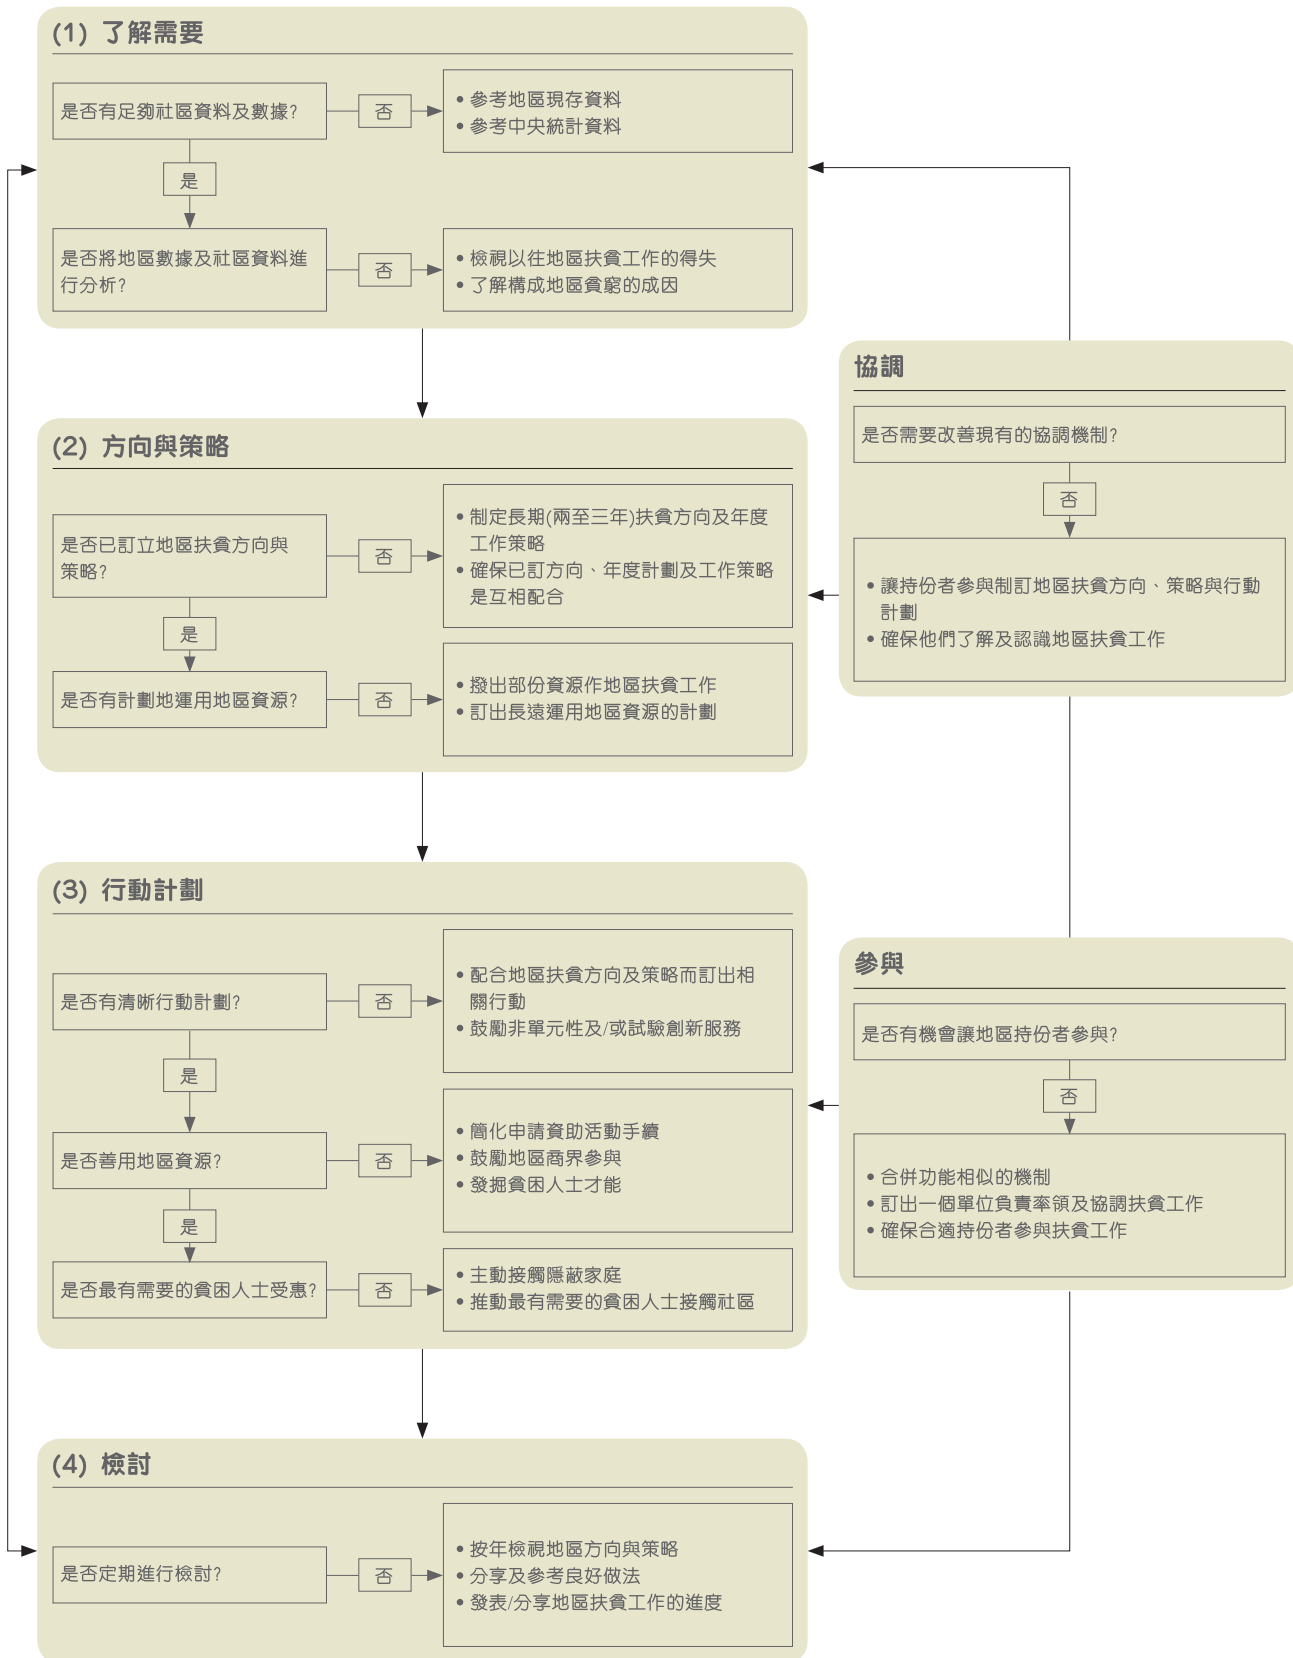 (1) 了解需要
是否有足夠社區資料及數據?
否
• 參考地區現存資料
• 參考中央統計資料
是
是否將地區數據及社區資料進
行分析?
否
• 檢視以往地區扶貧工作的得失
• 了解構成地區貧窮的成因
(2) 方向與策略
是否已訂立地區扶貧方向與
策略?
否
• 制定長期(兩至三年)扶貧方向及年度
工作策略
• 確保已訂方向、年度計劃及工作策略
是互相配合
是
是否有計劃地運用地區資源?
否
• 撥出部份資源作地區扶貧工作
• 訂出長遠運用地區資源的計劃
(3) 行動計劃
是否有清晰行動計劃?
否
• 配合地區扶貧方向及策略而訂出相
關行動
• 鼓勵非單元性及/或試驗創新服務
是
是否善用地區資源?
否
• 簡化申請資助活動手續
• 鼓勵地區商界參與
• 發掘貧困人士才能
是
是否最有需要的貧困人士受惠?
否
• 主動接觸隱蔽家庭
• 推動最有需要的貧困人士接觸社區
(4) 檢討
是否定期進行檢討?
否
• 按年檢視地區方向與策略
• 分享及參考良好做法
• 發表/分享地區扶貧工作的進度
協調
是否需要改善現有的協調機制?
否
• 讓持份者參與制訂地區扶貧方向、策略與行動
計劃
• 確保他們了解及認識地區扶貧工作
參與
是否有機會讓地區持份者參與?
否
• 合併功能相似的機制
• 訂出一個單位負責率領及協調扶貧工作
• 確保合適持份者參與扶貧工作